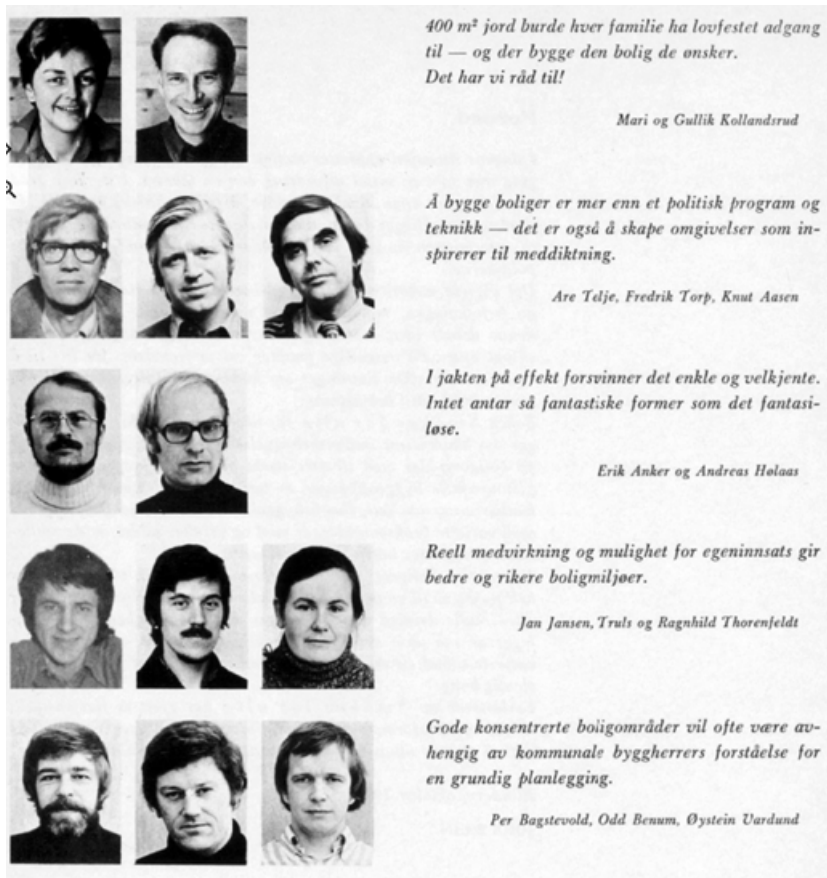 400 m² jord burde hver familie ha lovfestet adgang
til — og der bygge den bolig de ønsker.
Det har vi råd til!
Mari og Gullik Kollandsrud
Å bygge boliger er mer enn et politisk program og
teknikk — det er også å skape omgivelser som in-
spirerer til meddiktning.
Are Telje, Fredrik Torp, Knut Aasen
I jakten på effekt forsvinner det enkle og velkjente.
Intet antar så fantastiske former som det fantasi-
løse.
Erik Anker og Andreas Hølaas
Reell medvirkning og mulighet for egeninnsats gir
bedre og rikere boligmiljøer.
Jan Jansen, Truls og Ragnhild Thorenfeldt
Gode konsentrerte boligområder vil ofte være av-
hengig av kommunale byggherrers forståelse for
en grundig planlegging.
Per Bagstevold, Odd Benum, Øystein Vardund